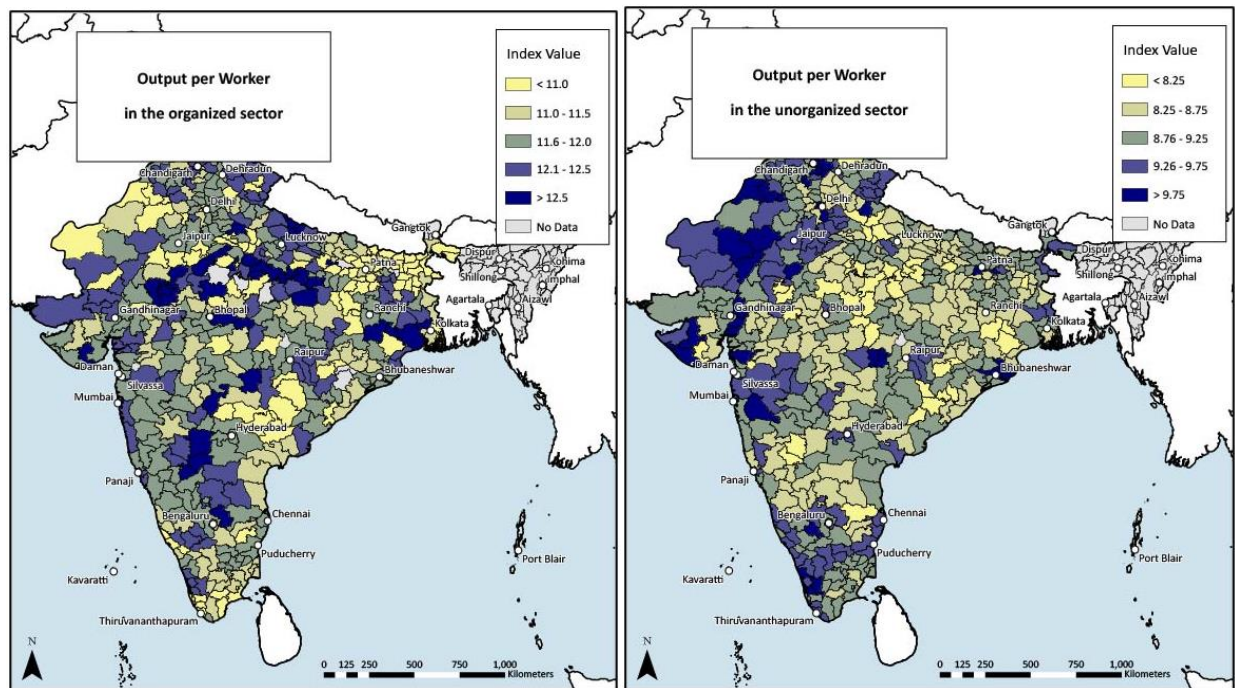 Output per Worker
in the organized sector
Index Value
< 11.0
11.0 - 11.5
11.6 - 12.0
12.1 - 12.5
> 12.5
No Data
Chandigarh
Dehradun
Delhi
Jaipur
Lucknow
Gangtok
Dispur
Kohima
Shillong
Imphal
Patna
Agartala
Aizawl
Gandhinagar
Bhopal
Ranchi
Kolkata
Raipur
Bhubaneshwar
Daman
Silvassa
Mumbai
Hyderabad
Panaji
Bengaluru
Chennai
Puducherry
Port Blair
Kavaratti
Thiruvananthapuram
N
0 125 250 500 750 1,000
Kilometers
Output per Worker
in the unorganized sector
Index Value
< 8.25
8.25 - 8.75
8.76 - 9.25
9.26 - 9.75
> 9.75
No Data
Chandigarh
Dehradun
Delhi
Jaipur
Lucknow
Gangtok
Dispur
Kohima
Shillong
Imphal
Patna
Agartala
Aizawl
Gandhinagar
Bhopal
Ranchi
Kolkata
Raipur
Bhubaneshwar
Daman
Silvassa
Mumbai
Hyderabad
Panaji
Bengaluru
Chennai
Puducherry
Port Blair
Kavaratti
Thiruvananthapuram
N
0 125 250 500 750 1,000
Kilometers